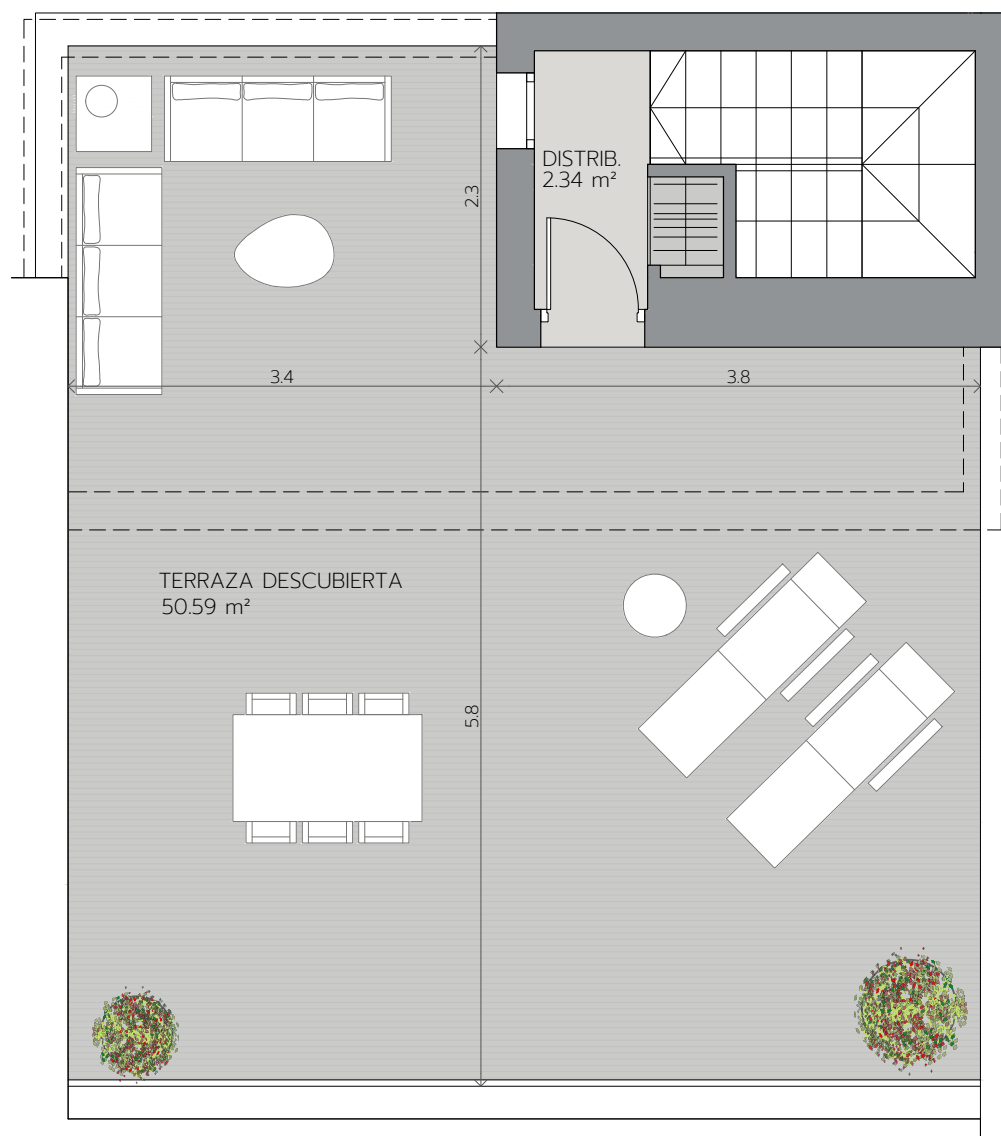 DISTRIB.
2.34 m²
2.3
3.4
3.8
TERRAZA DESCUBIERTA
50.59 m²
5.8